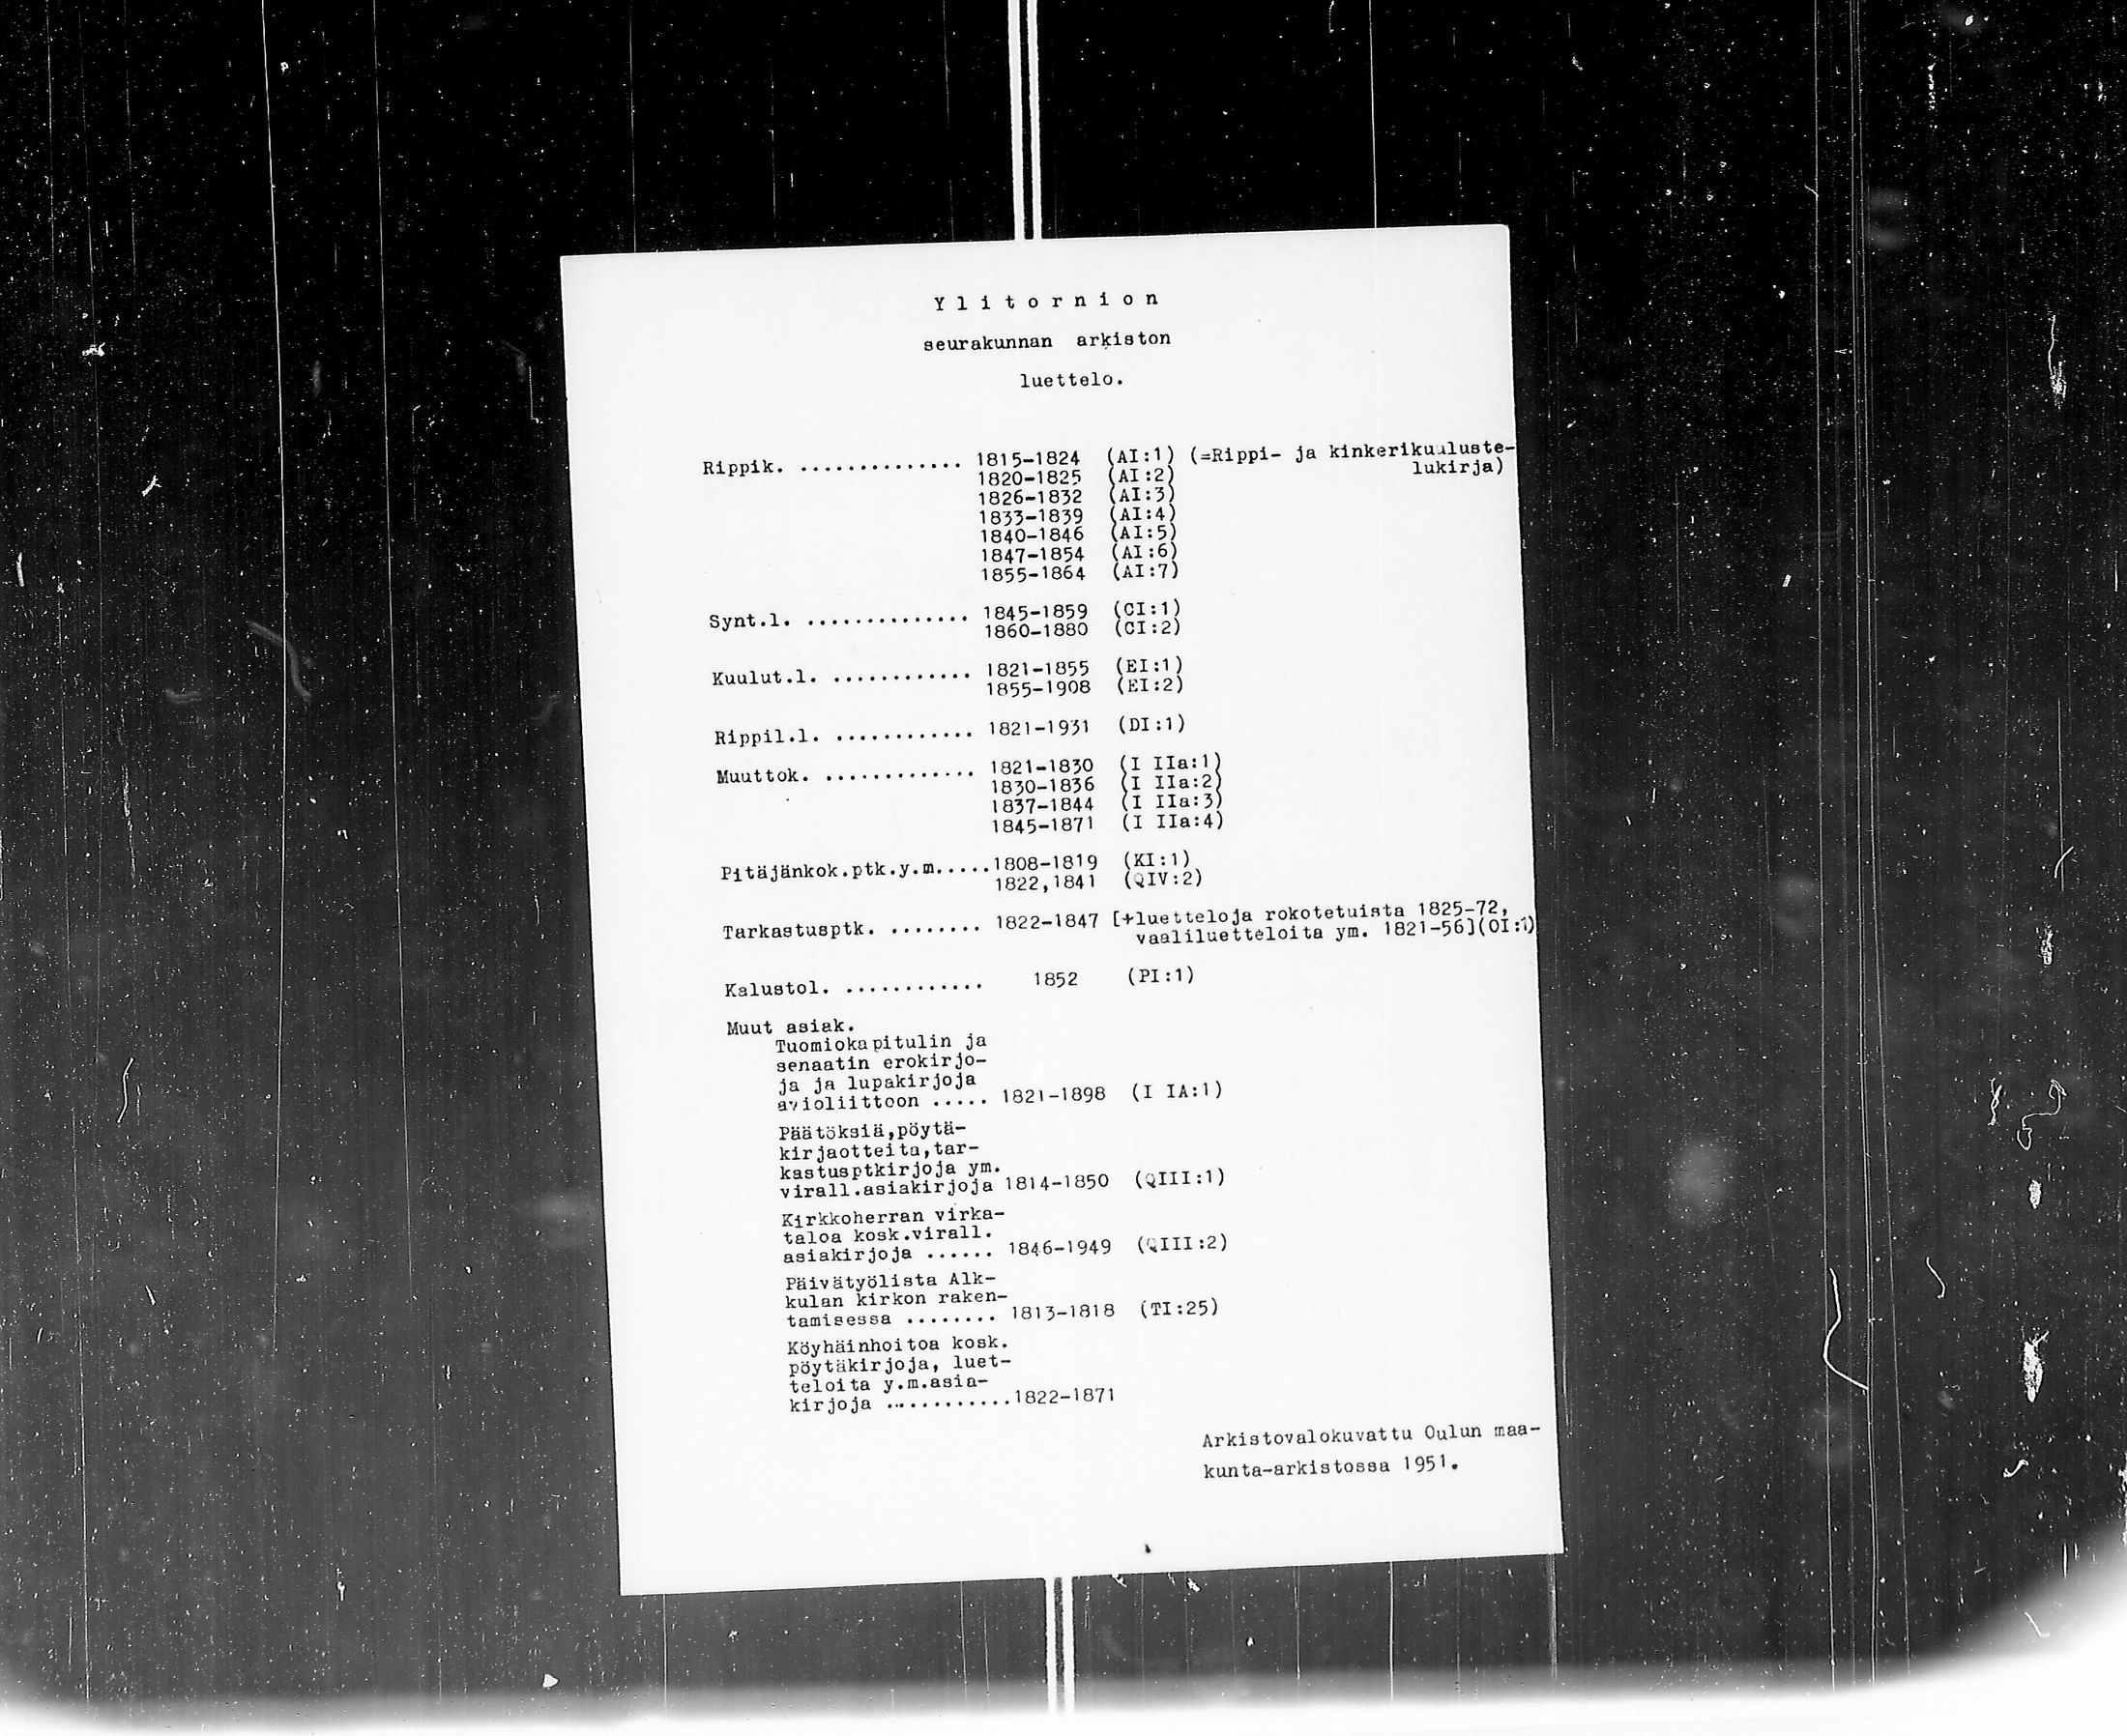 Ylitornion
seurakunnan arkiston
luettelo.
Rippik. .............. 1815-1824 (AI:1) (=Rippi- ja kinkerikuuluste-
lukirja)
1820-1825 (AI:2)
1826-1832 (AI:3)
1833-1839 (AI:4)
1840-1846 (AI:5)
1847-1854 (AI:6)
1855-1864 (AI:7)
Synt.l. .............. 1845-1859 (CI:1)
1860-1880 (CI:2)
Kuulut.l. ............ 1821-1855 (EI:1)
1855-1908 (EI:2)
Rippil.l. ............ 1821-1931 (DI:1)
Muuttok. ............. 1821-1830 (I IIa:1)
1830-1836 (I IIa:2)
1837-1844 (I IIa:3)
1845-1871 (I IIa:4)
Pitäjänkok.ptk.y.m.....1808-1819 (KI:1)
1822,1841 (QIV:2)
Tarkastusptk. ........ 1822-1847 [+luetteloja rokotetuista 1825-72,
vaaliluetteloita ym. 1821-56](OI:1)
Kalustol. ............ 1852 (PI:1)
Muut asiak.
Tuomiokapitulin ja
senaatin erokirjo-
ja ja lupakirjoja
avioliittoon ..... 1821-1898 (I IA:1)
Päätöksiä,pöytä-
kirjaotteita,tar-
kastusptkirjoja ym.
virall.asiakirjoja 1814-1850 (QIII:1)
Kirkkoherran virka-
taloa kosk.virall.
asiakirjoja ...... 1846-1949 (QIII:2)
Päivätyölista Alk-
kulan kirkon raken-
tamisessa ........ 1813-1818 (TI:25)
Köyhäinhoitoa kosk.
pöytäkirjoja, luet-
teloita y.m.asia-
kirjoja ...........1822-1871
Arkistovalokuvattu Oulun maa-
kunta-arkistossa 1951.